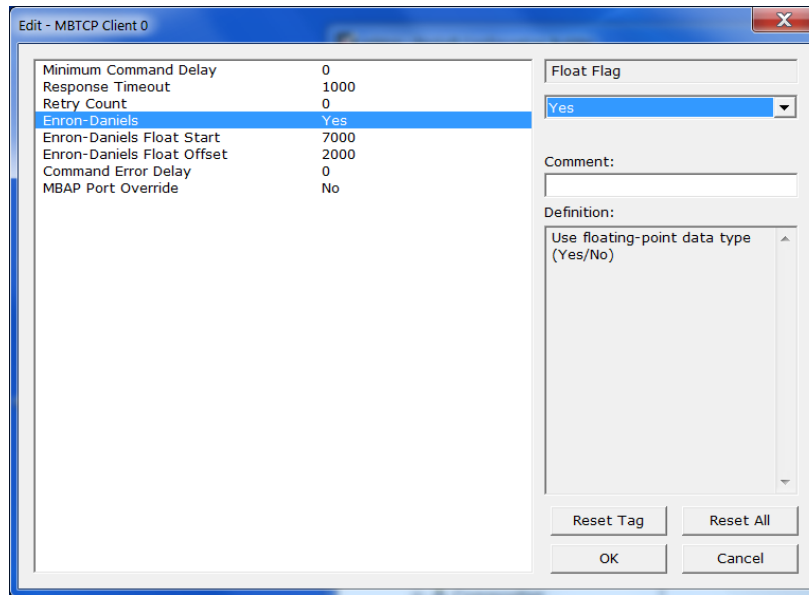 Edit - MBTCP Client 0
Minimum Command Delay 0
Response Timeout 1000
Retry Count 0
Enron-Daniels Yes
Enron-Daniels Float Start 7000
Enron-Daniels Float Offset 2000
Command Error Delay 0
MBAP Port Override No
Float Flag
Yes
Comment:
Definition:
Use floating-point data type
(Yes/No)
Reset Tag Reset All
OK Cancel